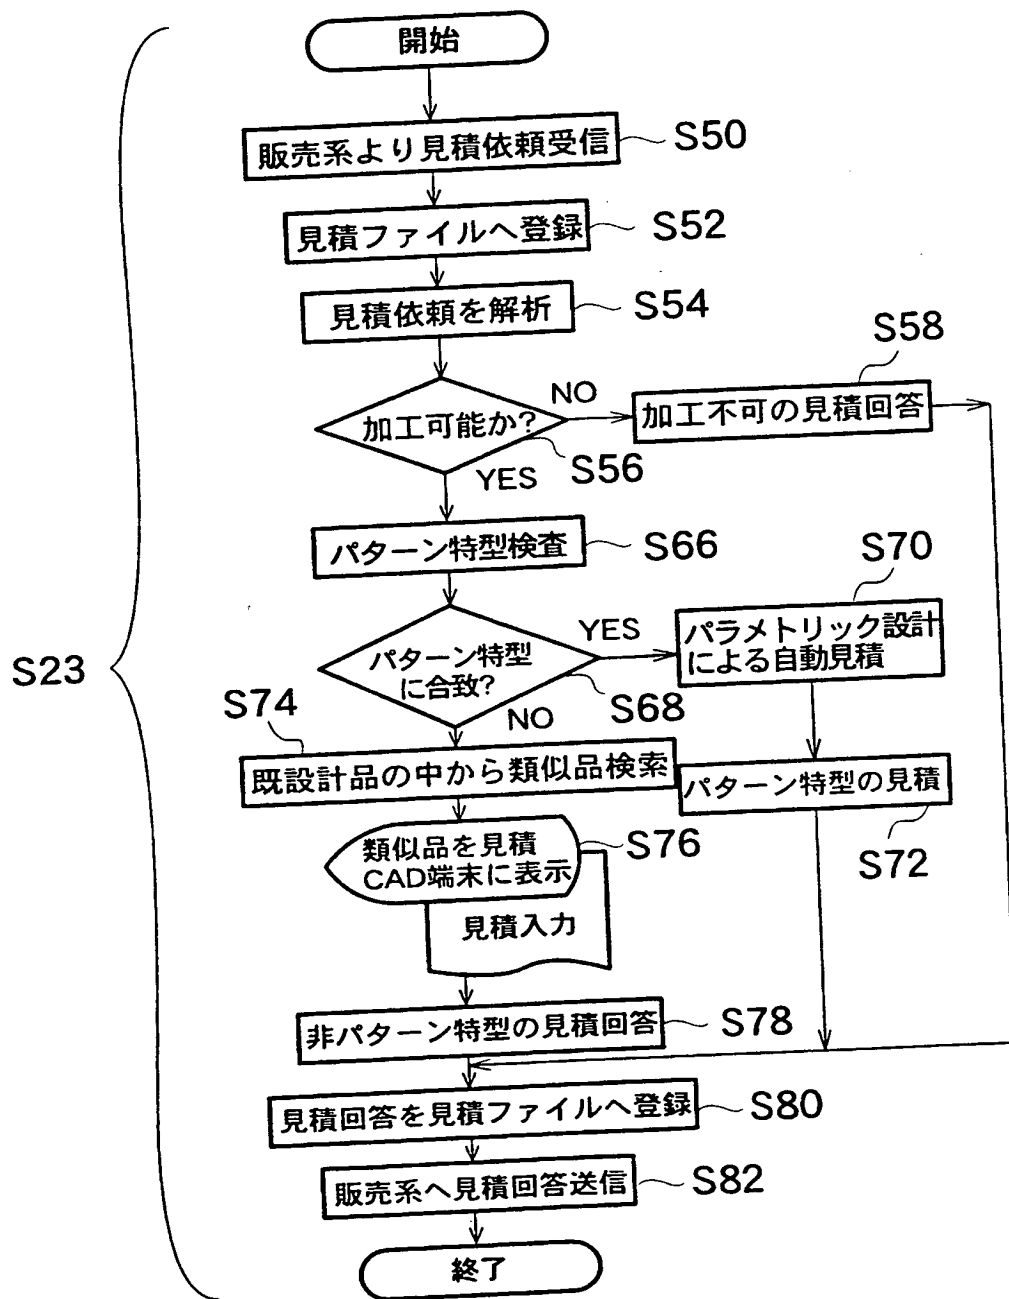 開始
販売系より見積依頼受信
S50
見積ファイルへ登録
S52
見積依頼を解析
S54
S58
加工可能か?
NO
加工不可の見積回答
S56
YES
パターン特型検査
S66
S70
パターン特型
に合致?
YES
パラメトリック設計
による自動見積
S23
S68
S74
NO
既設計品の中から類似品検索
パターン特型の見積
S72
類似品を見積
CAD端末に表示
S76
見積入力
非パターン特型の見積回答
S78
見積回答を見積ファイルへ登録
S80
販売系へ見積回答送信
S82
終了